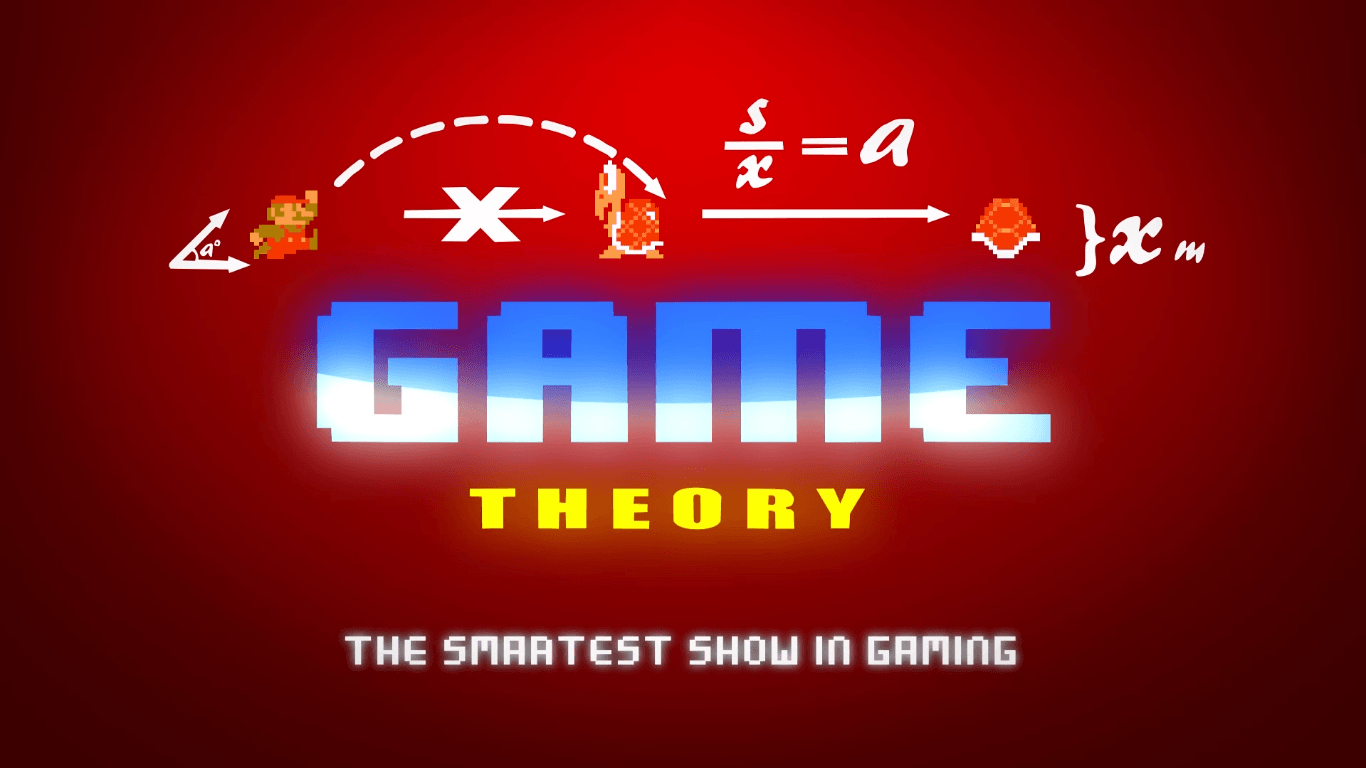 s
x
= a
a°
X
}x m
GAME
THEORY
THE SMARTEST SHOW IN GAMING